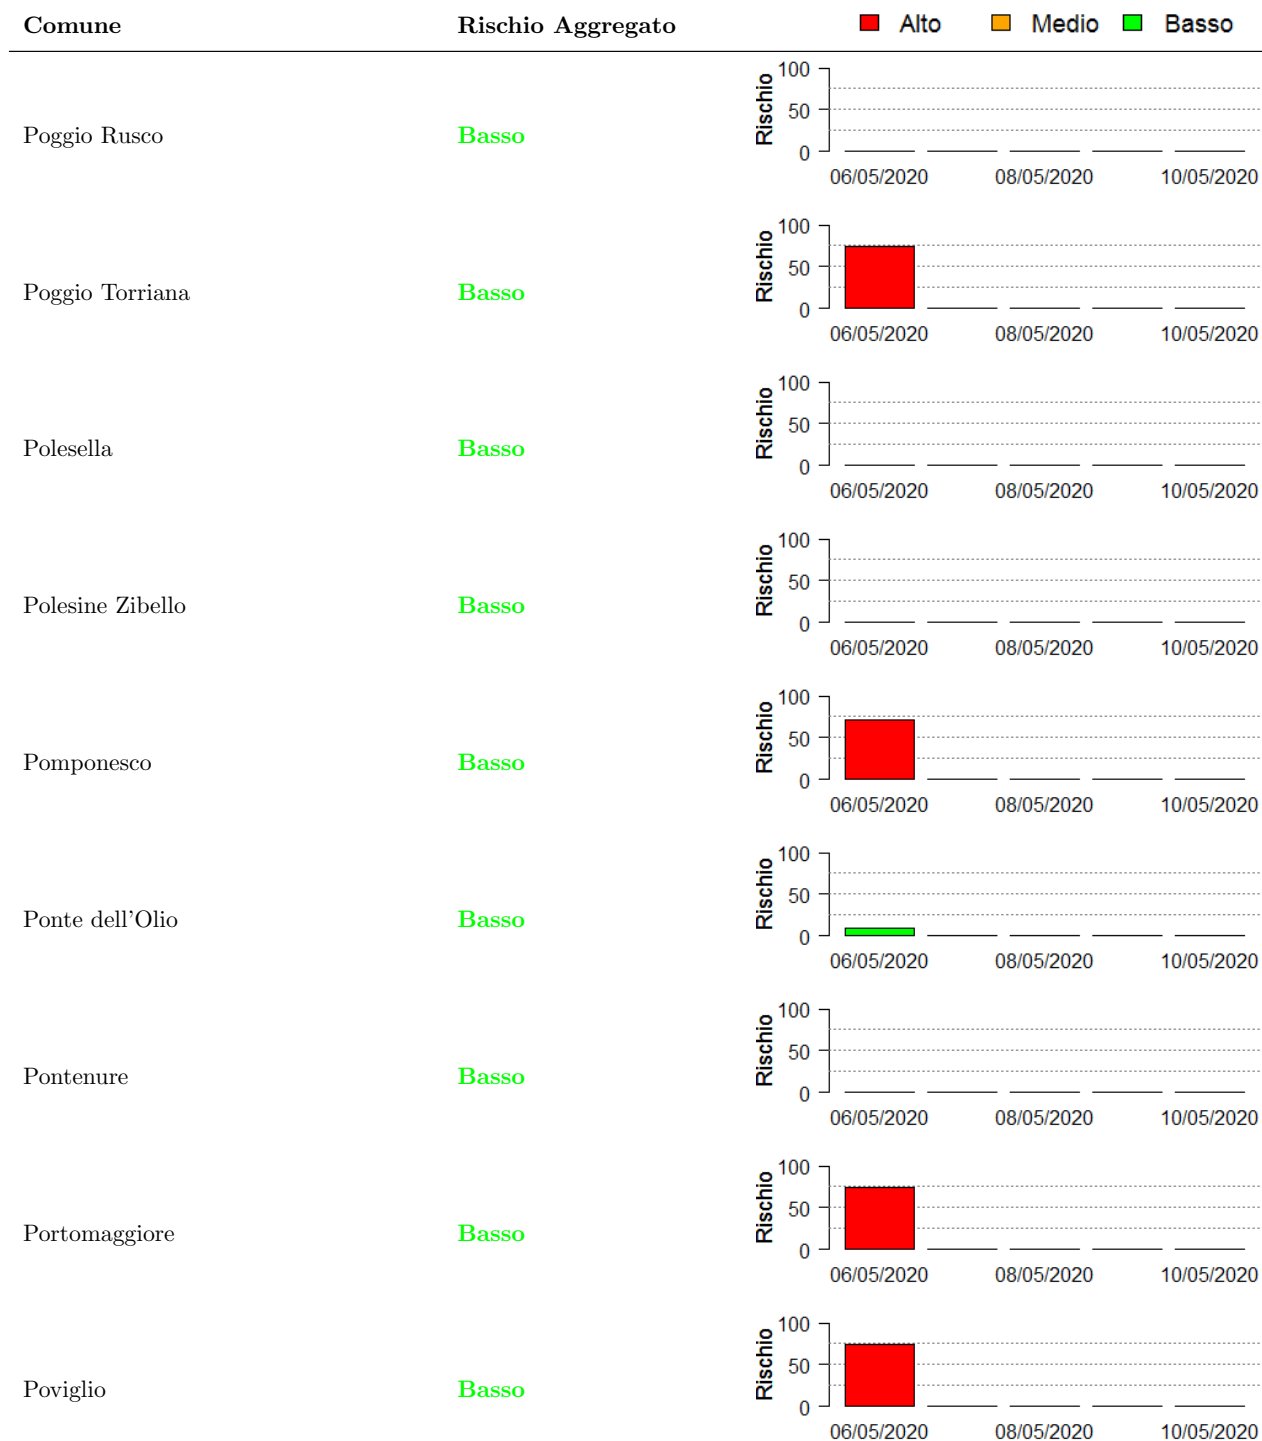 Comune Rischio Aggregato Alto Medio Basso
Poggio Rusco Basso Rischio 100 50 0
06/05/2020 08/05/2020 10/05/2020
Poggio Torriana Basso Rischio 100 50 0
06/05/2020 08/05/2020 10/05/2020
Polesella Basso Rischio 100 50 0
06/05/2020 08/05/2020 10/05/2020
Polesine Zibello Basso Rischio 100 50 0
06/05/2020 08/05/2020 10/05/2020
Pomponesco Basso Rischio 100 50 0
06/05/2020 08/05/2020 10/05/2020
Ponte dell'Olio Basso Rischio 100 50 0
06/05/2020 08/05/2020 10/05/2020
Pontenure Basso Rischio 100 50 0
06/05/2020 08/05/2020 10/05/2020
Portomaggiore Basso Rischio 100 50 0
06/05/2020 08/05/2020 10/05/2020
Poviglio Basso Rischio 100 50 0
06/05/2020 08/05/2020 10/05/2020